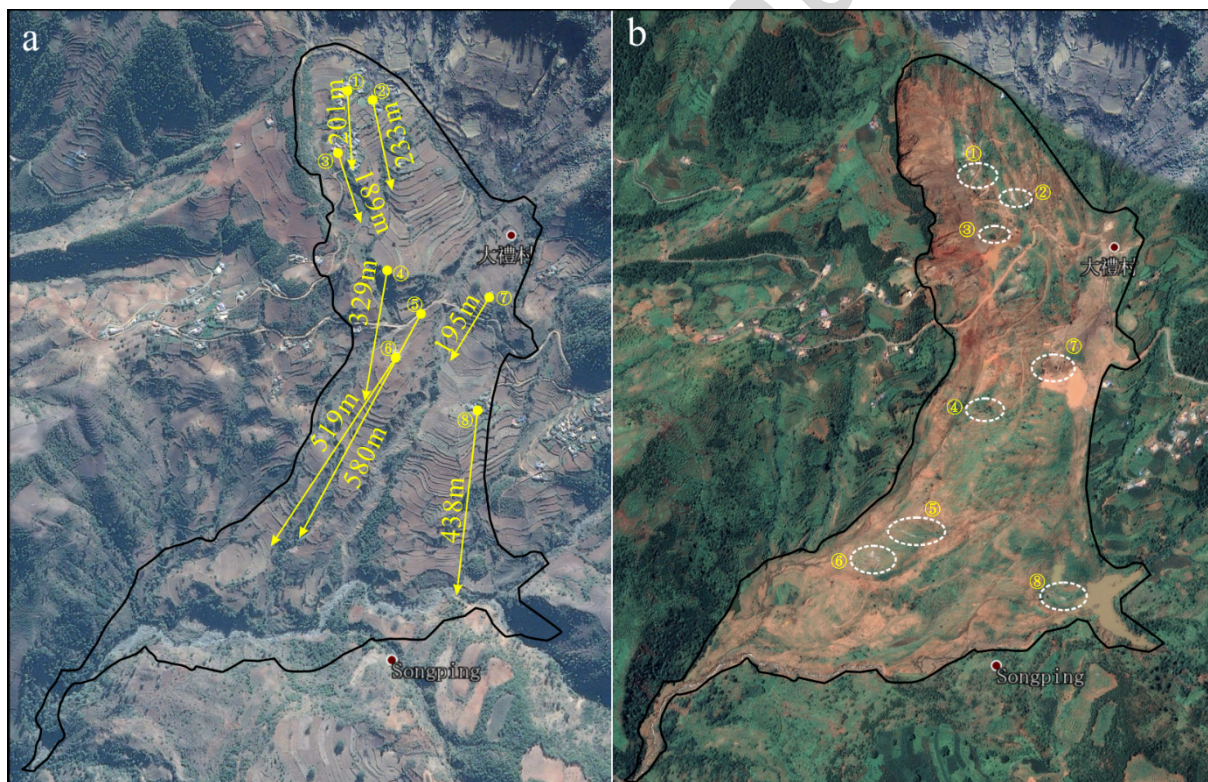 a
①
②
201m
233m
③
189m
大禮村
④
329m
⑤
⑦
195m
⑥
⑧
519m
580m
438m
Songping
b
①
②
③
大禮村
⑦
④
⑤
⑥
⑧
Songping